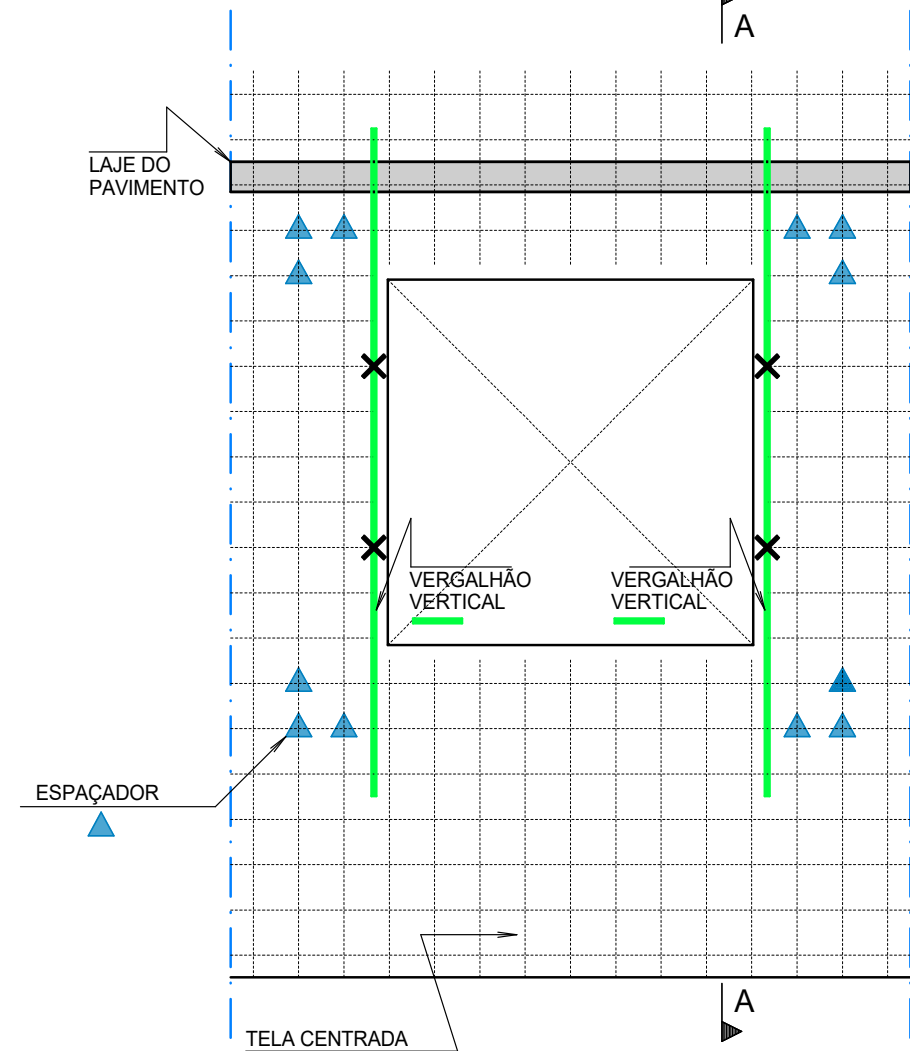 A
LAJE DO
PAVIMENTO
VERGALHÃO
VERTICAL
VERGALHÃO
VERTICAL
ESPAÇADOR
A
TELA CENTRADA